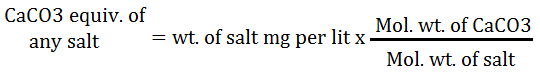 CaCO3 equiv. of
any salt = wt. of salt mg per lit x Mol. wt. of CaCO3
Mol. wt. of salt